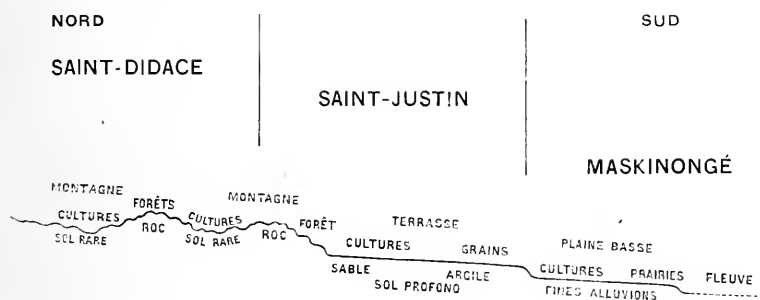 NORD SUD
SAINT-DIDACE
SAINT-JUSTIN
MASKINONGÉ
MONTAGNE MONTAGNE
FORÊTS FORÊT TERRASSE
CULTURES ROC CULTURES ROC CULTURES GRAINS PLAINE BASSE
SOL RARE SOL RARE SABLE ARGILE CULTURES PRAIRIES FLEUVE
SOL PROFOND FINES ALLUVIONS